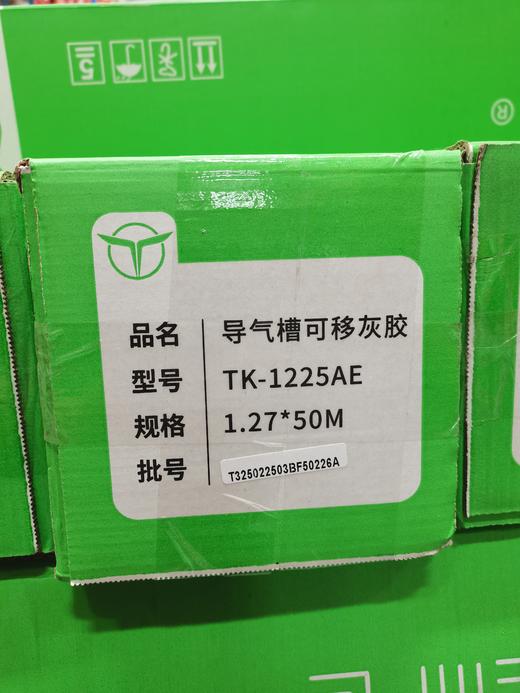 5
®
品名 导气槽可移灰胶
型号 TK-1225AE
规格 1.27*50M
批号 T325022503BF50226A